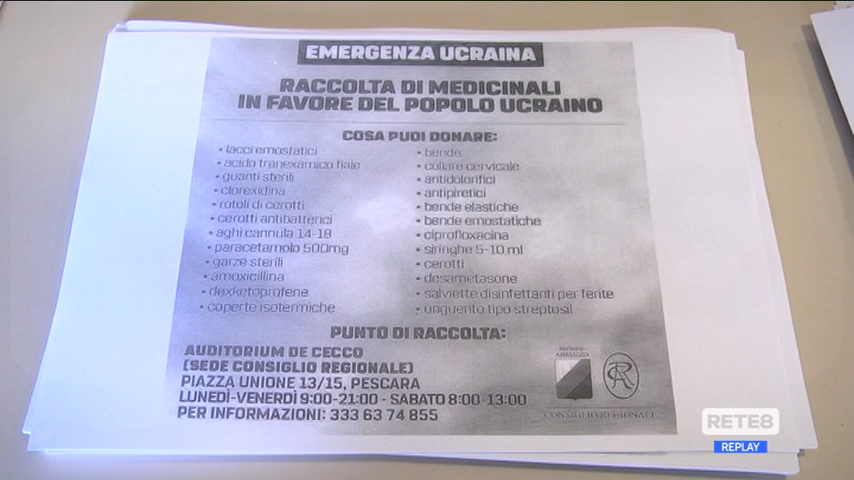 EMERGENZA UCRAINA
RACCOLTA DI MEDICINALI
IN FAVORE DEL POPOLO UCRAINO
COSA PUOI DONARE:
• lacci emostatici
• acido tranexamico fiale
• guanti sterili
• clorexidina
• rotoli di cerotti
• cerotti antibatterici
• aghi cannula 14-18
• paracetamolo 500mg
• garze sterili
• amoxicillina
• dexketoprofene
• coperte isotermiche
• bende
• collare cervicale
• antidolorifici
• antipiretici
• bende elastiche
• bende emostatiche
• ciprofloxacina
• siringhe 5-10 ml
• cerotti
• desametasone
• salviette disinfettanti per ferite
• unguento tipo streptosil
PUNTO DI RACCOLTA:
AUDITORIUM DE CECCO
(SEDE CONSIGLIO REGIONALE)
PIAZZA UNIONE 13/15, PESCARA
LUNEDÌ-VENERDÌ 9:00-21:00 - SABATO 8:00-13:00
PER INFORMAZIONI: 333 63 74 855
REGIONE
ABRUZZO
CONSIGLIO REGIONALE
RETE8
REPLAY